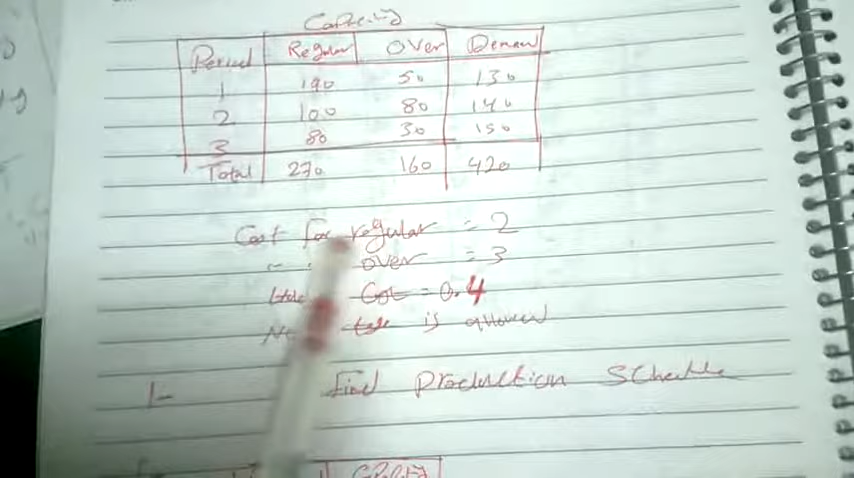 Capacity
Period Regular Over Demand
1 190 50 130
2 100 80 140
3 80 30 150
Total 270 160 420
Cost for regular = 2
over = 3
Cost = 0.4
is allowed
1- find Production Schedule
Capacity